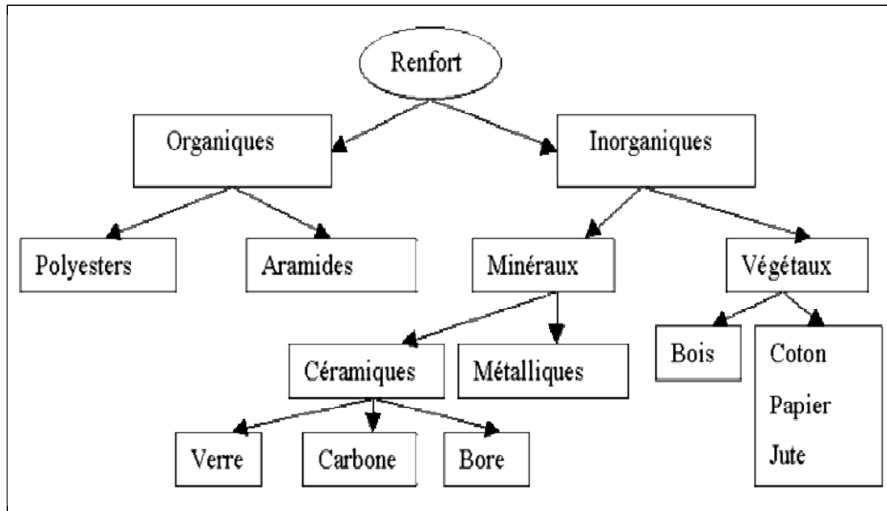 Renfort
Organiques
Inorganiques
Polyesters
Aramides
Minéraux
Végétaux
Céramiques
Métalliques
Bois
Coton
Papier
Jute
Verre
Carbone
Bore